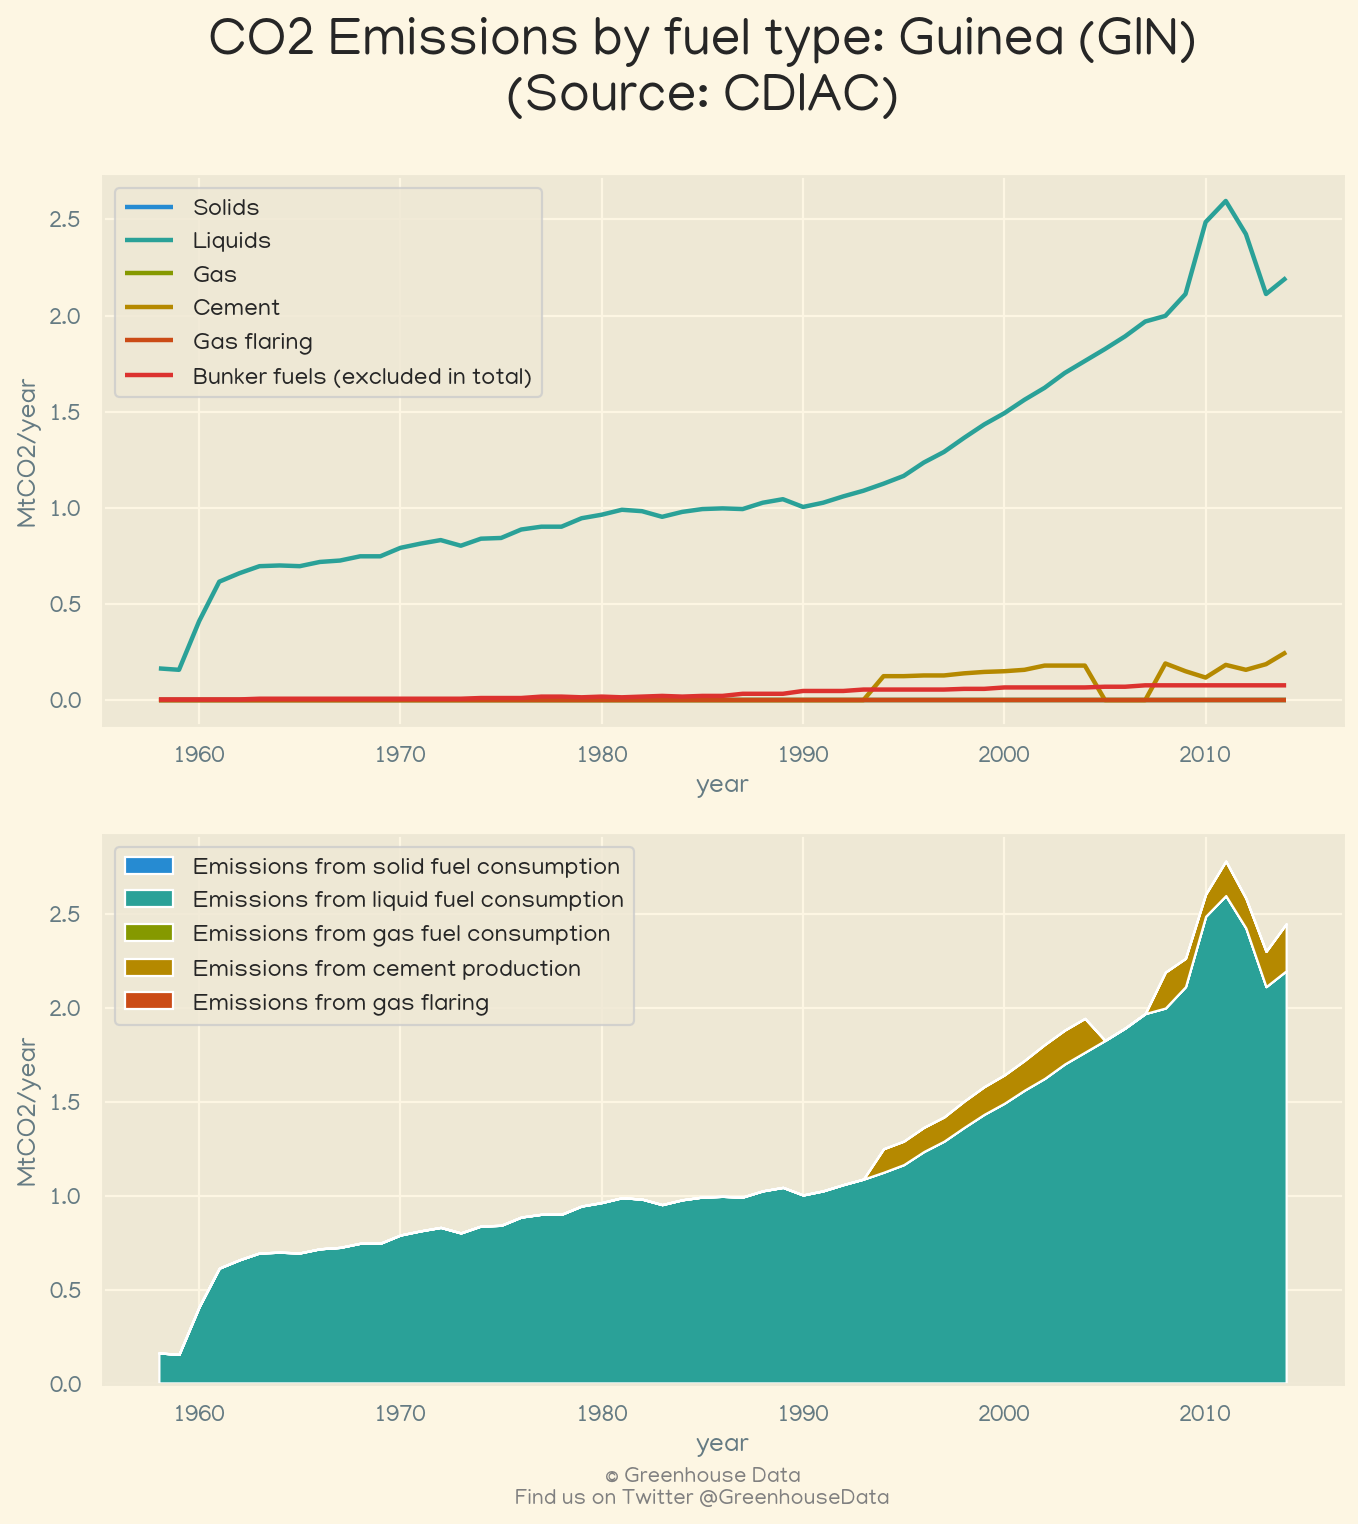 CO2 Emissions by fuel type: Guinea (GIN)
(Source: CDIAC)
Solids
Liquids
Gas
Cement
Gas flaring
Bunker fuels (excluded in total)
MtCO2/year
2.5
2.0
1.5
1.0
0.5
0.0
1960 1970 1980 1990 2000 2010
year
Emissions from solid fuel consumption
Emissions from liquid fuel consumption
Emissions from gas fuel consumption
Emissions from cement production
Emissions from gas flaring
MtCO2/year
2.5
2.0
1.5
1.0
0.5
0.0
1960 1970 1980 1990 2000 2010
year
© Greenhouse Data
Find us on Twitter @GreenhouseData